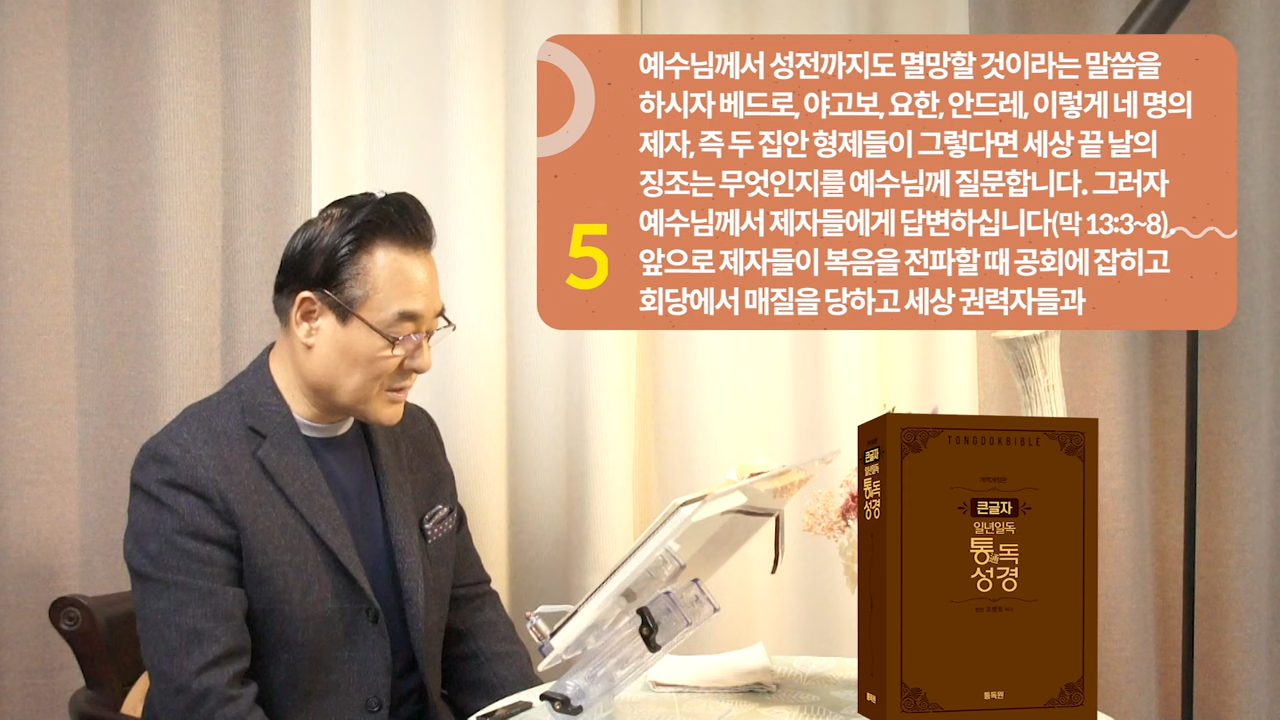 예수님께서 성전까지도 멸망할 것이라는 말씀을
하시자 베드로, 야고보, 요한, 안드레, 이렇게 네 명의
제자, 즉 두 집안 형제들이 그렇다면 세상 끝 날의
징조는 무엇인지를 예수님께 질문합니다. 그러자
예수님께서 제자들에게 답변하십니다(막 13:3~8).
앞으로 제자들이 복음을 전파할 때 공회에 잡히고
회당에서 매질을 당하고 세상 권력자들과
5
큰글자
일년일독
통독
성경
통독원
TONGDOKBIBLE
개역개정판
큰글자
일년일독
통독
성경
통독원